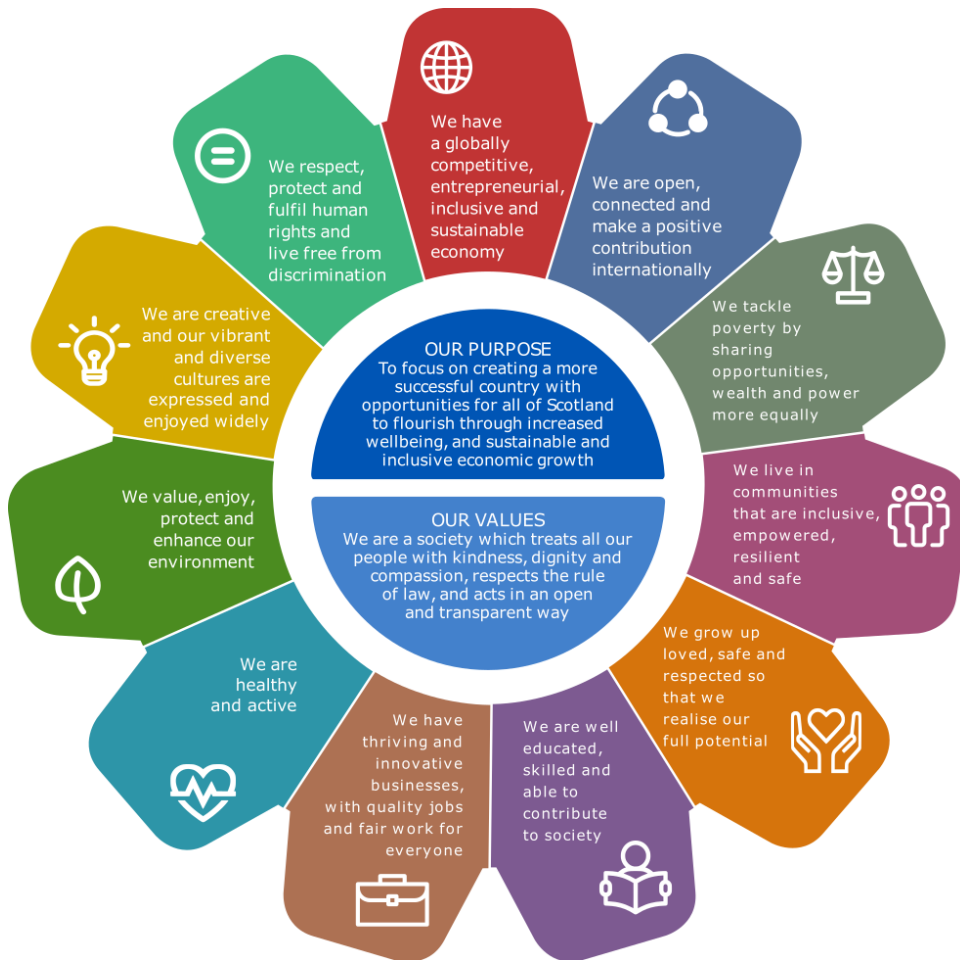 We have
a globally
competitive,
entrepreneurial,
inclusive and
sustainable
economy
We are open,
connected and
make a positive
contribution
internationally
We tackle
poverty by
sharing
opportunities,
wealth and power
more equally
We live in
communities
that are inclusive,
empowered,
resilient
and safe
We grow up
loved, safe and
respected so
that we
realise our
full potential
We are well
educated,
skilled and
able to
contribute
to society
We have
thriving and
innovative
businesses,
with quality jobs
and fair work for
everyone
We are
healthy
and active
We value, enjoy,
protect and
enhance our
environment
We are creative
and our vibrant
and diverse
cultures are
expressed and
enjoyed widely
We respect,
protect and
fulfil human
rights and
live free from
discrimination
OUR PURPOSE
To focus on creating a more
successful country with
opportunities for all of Scotland
to flourish through increased
wellbeing, and sustainable and
inclusive economic growth
OUR VALUES
We are a society which treats all our
people with kindness, dignity and
compassion, respects the rule
of law, and acts in an open
and transparent way